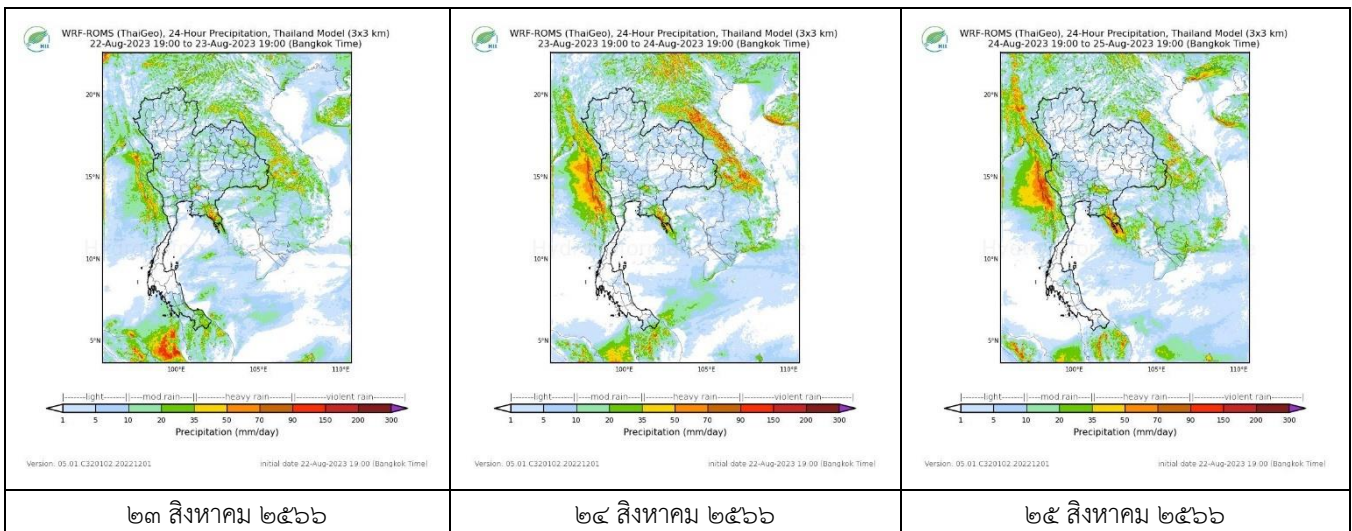 WRF-ROMS (ThaiGeo), 24-Hour Precipitation, Thailand Model (3x3 km)
22-Aug-2023 19:00 to 23-Aug-2023 19:00 (Bangkok Time)
HII
20°N
15°N
10°N
5°N
100°E 105°E 110°E
|-------light-------||----mod.rain-----||-------heavy rain-------||-------violent rain-------|
1 5 10 20 35 50 70 90 150 200 300
Precipitation (mm/day)
Version: 05.01 C320102.20221201 initial date 22-Aug-2023 19:00 (Bangkok Time)
๒๓ สิงหาคม ๒๕๖๖
WRF-ROMS (ThaiGeo), 24-Hour Precipitation, Thailand Model (3x3 km)
23-Aug-2023 19:00 to 24-Aug-2023 19:00 (Bangkok Time)
HII
20°N
15°N
10°N
5°N
100°E 105°E 110°E
|-------light-------||----mod.rain-----||-------heavy rain-------||-------violent rain-------|
1 5 10 20 35 50 70 90 150 200 300
Precipitation (mm/day)
Version: 05.01 C320102.20221201 initial date 22-Aug-2023 19:00 (Bangkok Time)
๒๔ สิงหาคม ๒๕๖๖
WRF-ROMS (ThaiGeo), 24-Hour Precipitation, Thailand Model (3x3 km)
24-Aug-2023 19:00 to 25-Aug-2023 19:00 (Bangkok Time)
HII
20°N
15°N
10°N
5°N
100°E 105°E 110°E
|-------light-------||----mod.rain-----||-------heavy rain-------||-------violent rain-------|
1 5 10 20 35 50 70 90 150 200 300
Precipitation (mm/day)
Version: 05.01 C320102.20221201 initial date 22-Aug-2023 19:00 (Bangkok Time)
๒๕ สิงหาคม ๒๕๖๖